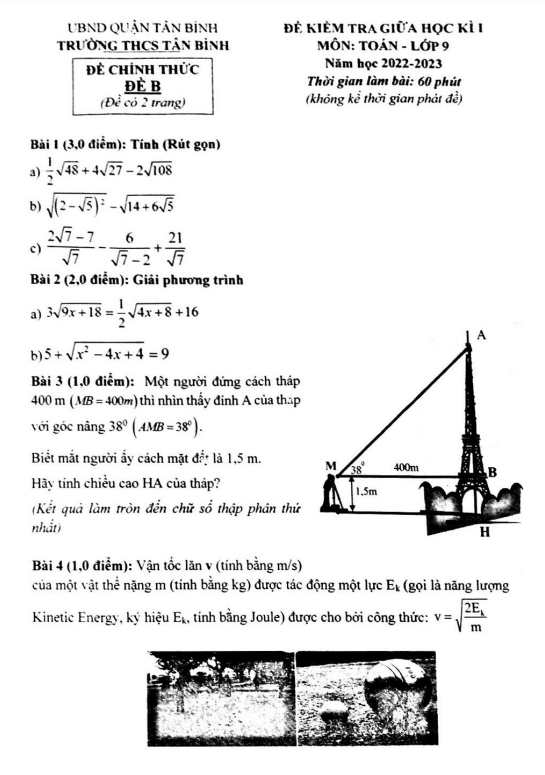 UBND QUẬN TÂN BÌNH
TRƯỜNG THCS TÂN BÌNH
ĐỀ CHÍNH THỨC
ĐỀ B
(Đề có 2 trang)
ĐỀ KIỂM TRA GIỮA HỌC KÌ I
MÔN: TOÁN - LỚP 9
Năm học 2022-2023
Thời gian làm bài: 60 phút
(không kể thời gian phát đề)
Bài 1 (3,0 điểm): Tính (Rút gọn)
a) \frac{1}{2}\sqrt{48} + 4\sqrt{27} - 2\sqrt{108}
b) \sqrt{(2-\sqrt{5})^2} - \sqrt{14+6\sqrt{5}}
c) \frac{2\sqrt{7}-7}{\sqrt{7}} - \frac{6}{\sqrt{7}-2} + \frac{21}{\sqrt{7}}
Bài 2 (2,0 điểm): Giải phương trình
a) 3\sqrt{9x+18} = \frac{1}{2}\sqrt{4x+8} + 16
b) 5 + \sqrt{x^2-4x+4} = 9
Bài 3 (1,0 điểm): Một người đứng cách tháp
400 m (MB = 400m) thì nhìn thấy đỉnh A của tháp
với góc nâng 38⁰ (AMB = 38⁰).
Biết mắt người ấy cách mặt đất là 1,5 m.
Hãy tính chiều cao HA của tháp?
(Kết quả làm tròn đến chữ số thập phân thứ
nhất)
A
M
38⁰
400m
B
1,5m
H
Bài 4 (1,0 điểm): Vận tốc lăn v (tính bằng m/s)
của một vật thể nặng m (tính bằng kg) được tác động một lực E_k (gọi là năng lượng
Kinetic Energy, ký hiệu E_k, tính bằng Joule) được cho bởi công thức: v = \sqrt{\frac{2E_k}{m}}